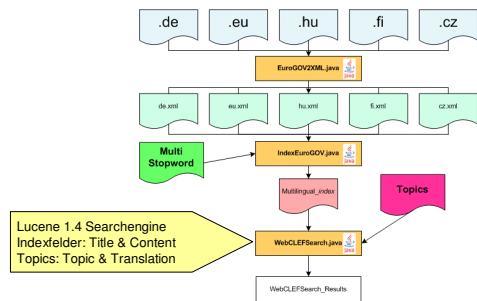 .de .eu .hu .fi .cz
EuroGOV2XML.java
de.xml eu.xml hu.xml fi.xml cz.xml
Multi
Stopword
IndexEuroGOV.java
Multilingual_index
Topics
Lucene 1.4 Searchengine
Indexfelder: Title & Content
Topics: Topic & Translation
WebCLEFSearch.java
WebCLEFSearch_Results